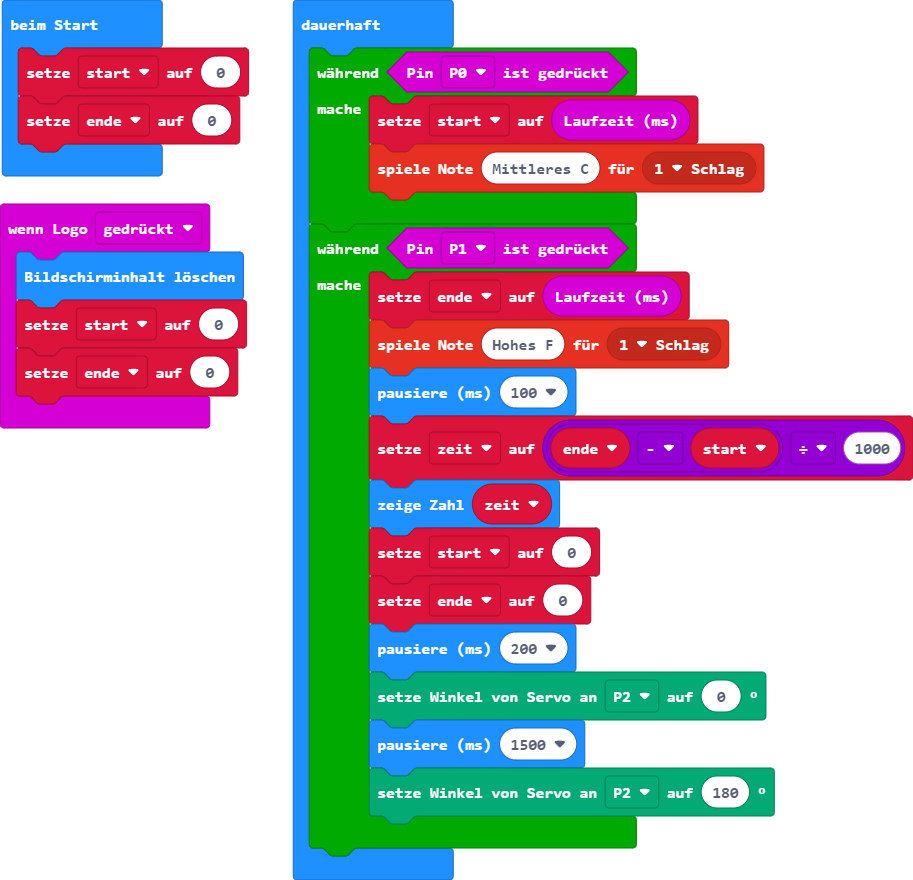 beim Start
setze start auf 0
setze ende auf 0
wenn Logo gedrückt
Bildschirminhalt löschen
setze start auf 0
setze ende auf 0
dauerhaft
während Pin P0 ist gedrückt
mache
setze start auf Laufzeit (ms)
spiele Note Mittleres C für 1 Schlag
während Pin P1 ist gedrückt
mache
setze ende auf Laufzeit (ms)
spiele Note Hohes F für 1 Schlag
pausiere (ms) 100
setze zeit auf ende - start ÷ 1000
zeige Zahl zeit
setze start auf 0
setze ende auf 0
pausiere (ms) 200
setze Winkel von Servo an P2 auf 0 °
pausiere (ms) 1500
setze Winkel von Servo an P2 auf 180 °